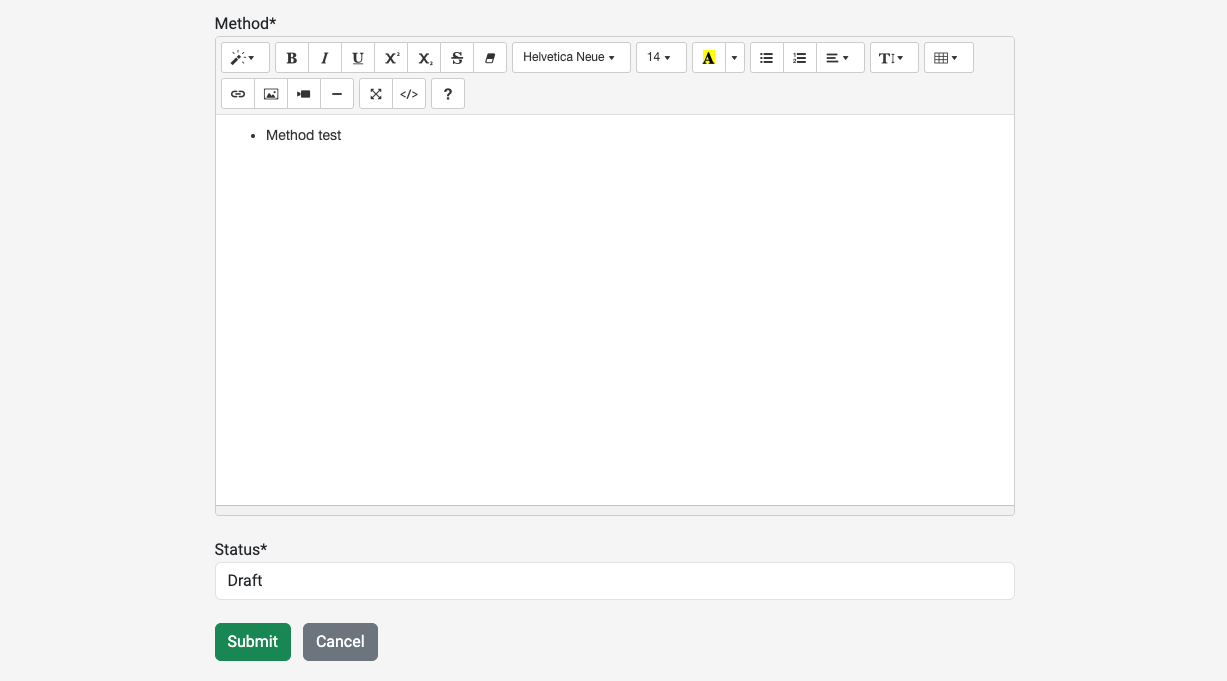 Method*
B I U X² X₂ S Helvetica Neue 14 A T
</> ?
Method test
Status*
Draft
Submit Cancel